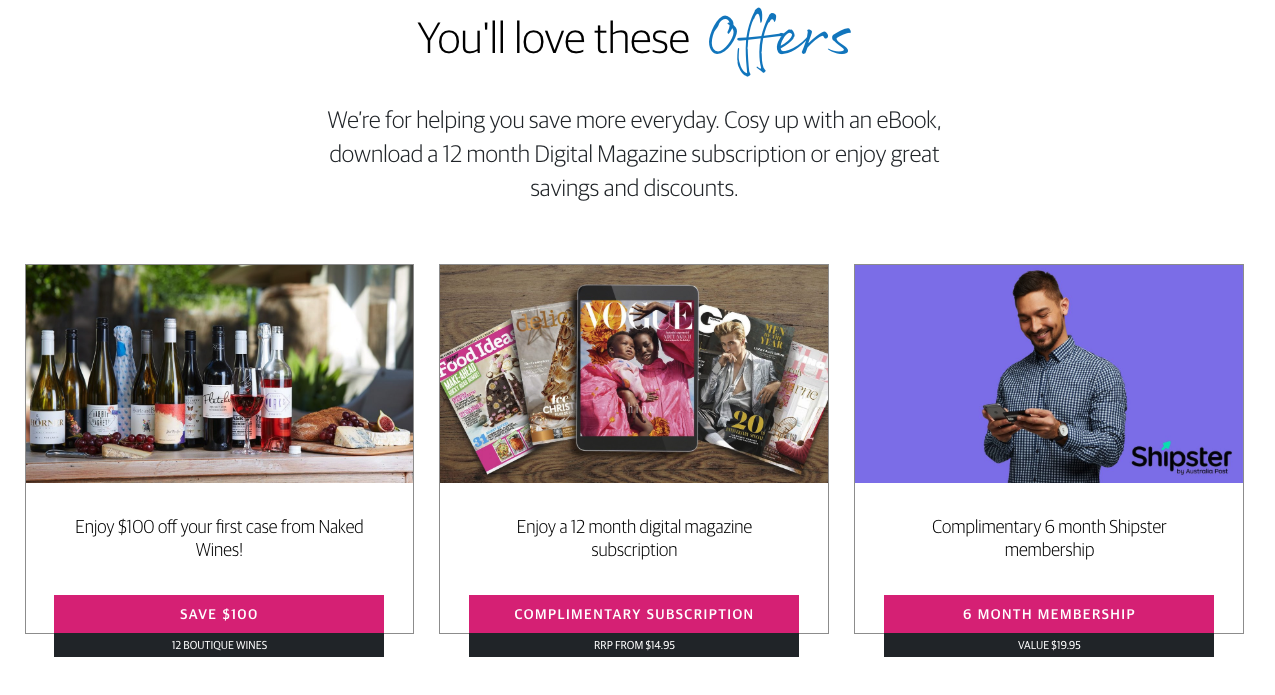 You'll love these Offers
We're for helping you save more everyday. Cosy up with an eBook,
download a 12 month Digital Magazine subscription or enjoy great
savings and discounts.
Food Ideas
VOGUE
GQ
MEN
YEAR
20
31
Shipster
by Australia Post
Enjoy $100 off your first case from Naked
Wines!
Enjoy a 12 month digital magazine
subscription
Complimentary 6 month Shipster
membership
SAVE $100
COMPLIMENTARY SUBSCRIPTION
6 MONTH MEMBERSHIP
12 BOUTIQUE WINES
RRP FROM $14.95
VALUE $19.95